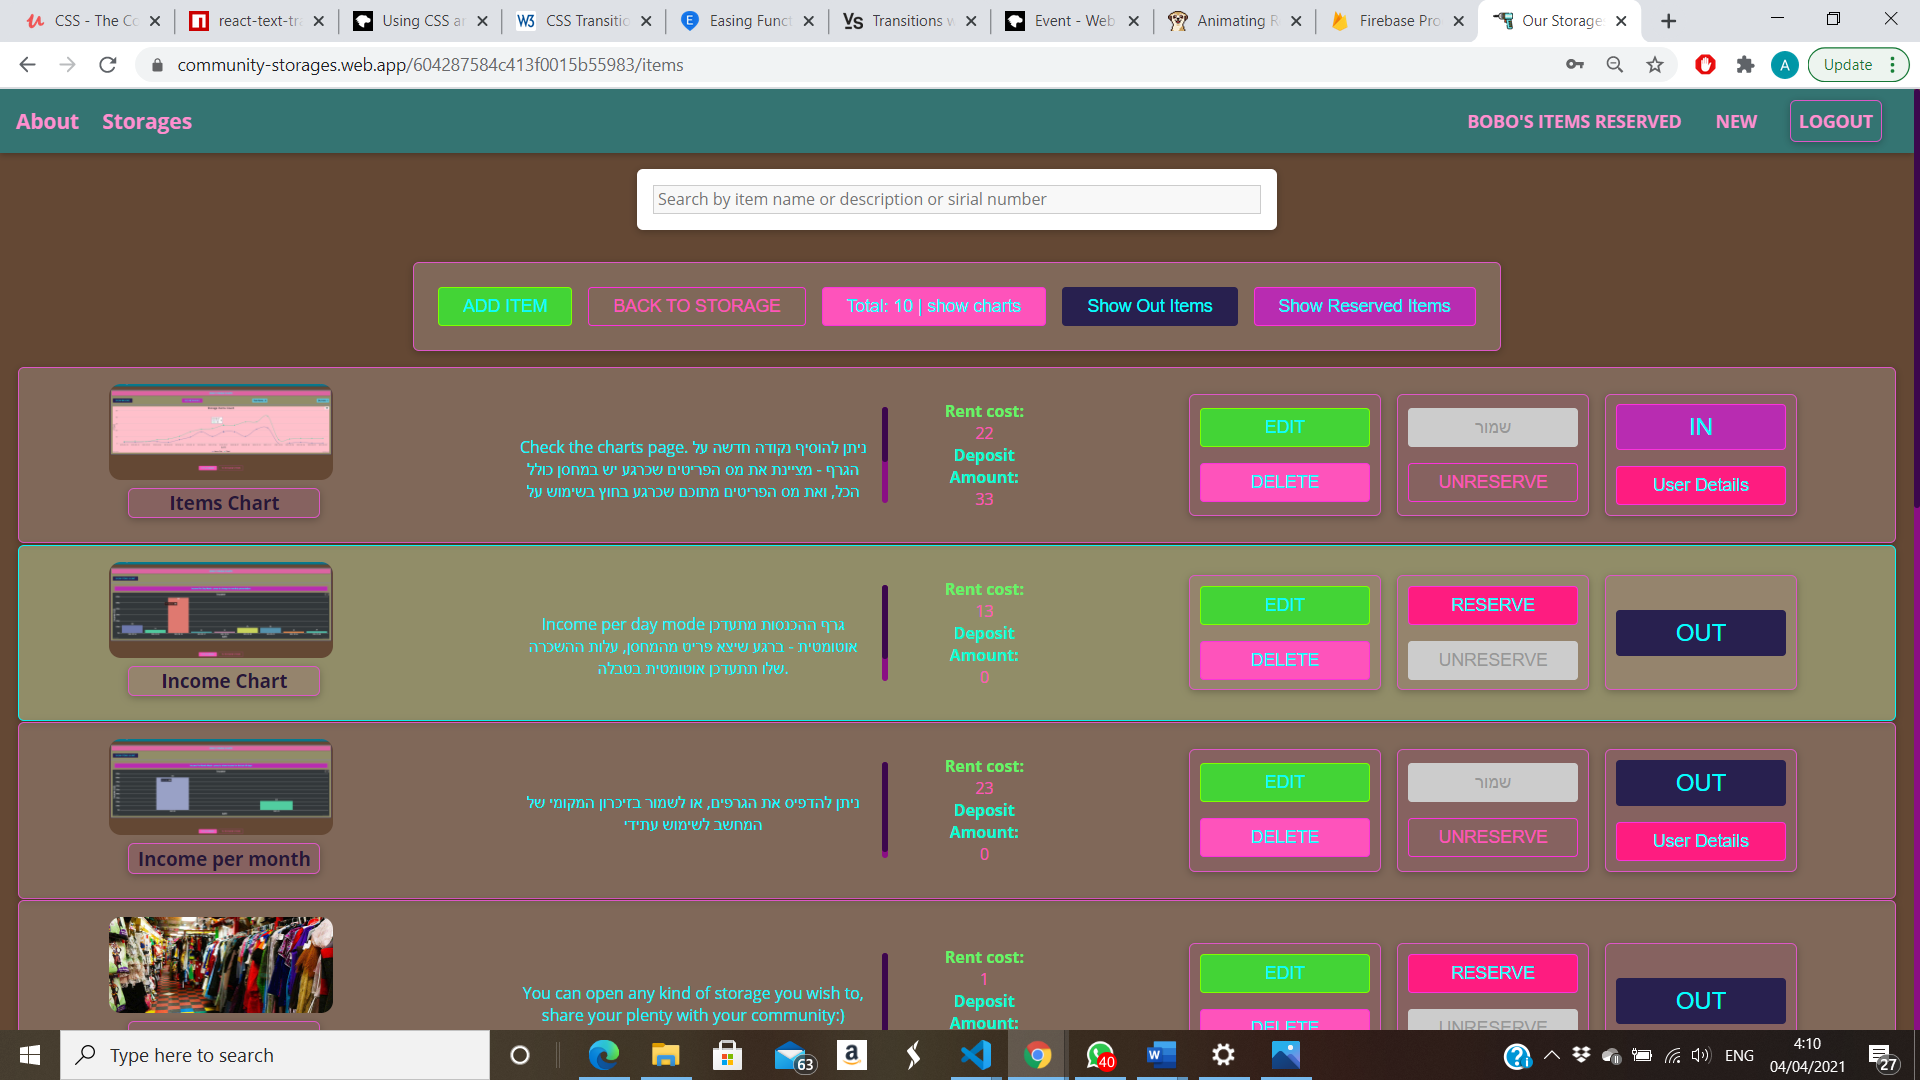 CSS - The Co
react-text-tra
Using CSS an
CSS Transitio
Easing Funct
Transitions w
Event - Web
Animating Re
Firebase Pro
Our Storages
community-storages.web.app/604287584c413f0015b55983/items
A
Update
About
Storages
BOBO'S ITEMS RESERVED
NEW
LOGOUT
Search by item name or description or sirial number
ADD ITEM
BACK TO STORAGE
Total: 10 | show charts
Show Out Items
Show Reserved Items
Items Chart
Check the charts page. ניתן להוסיף נקודה חדשה על
הגרף - מציינת את מס הפריטים שכרגע יש במחסן כולל
הכל, ואת מס הפריטים מתוכם שכרגע בחוץ בשימוש על
Rent cost:
22
Deposit
Amount:
33
EDIT
DELETE
שמור
UNRESERVE
IN
User Details
Income Chart
Income per day mode גרף ההכנסות מתעדכן
אוטומטית - ברגע שיצא פריט מהמחסן, עלות ההשכרה
שלו תתעדכן אוטומטית בטבלה.
Rent cost:
13
Deposit
Amount:
0
EDIT
DELETE
RESERVE
UNRESERVE
OUT
Income per month
ניתן להדפיס את הגרפים, או לשמור בזיכרון המקומי של
המחשב לשימוש עתידי
Rent cost:
23
Deposit
Amount:
0
EDIT
DELETE
שמור
UNRESERVE
OUT
User Details
You can open any kind of storage you wish to,
share your plenty with your community:)
Rent cost:
1
Deposit
Amount:
EDIT
DELETE
RESERVE
UNRESERVE
OUT
Type here to search
63
40
ENG
4:10
04/04/2021
27